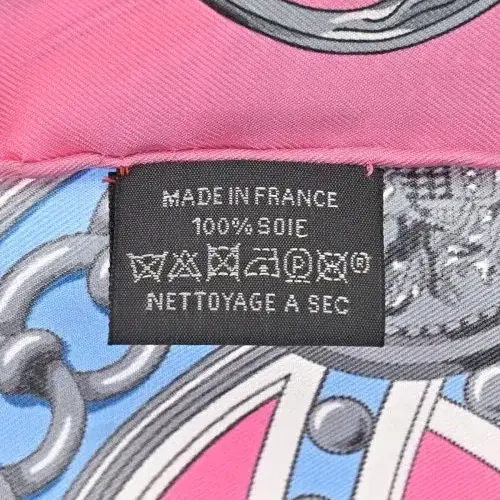 MADE IN FRANCE
100% SOIE
P ®
NETTOYAGE A SEC